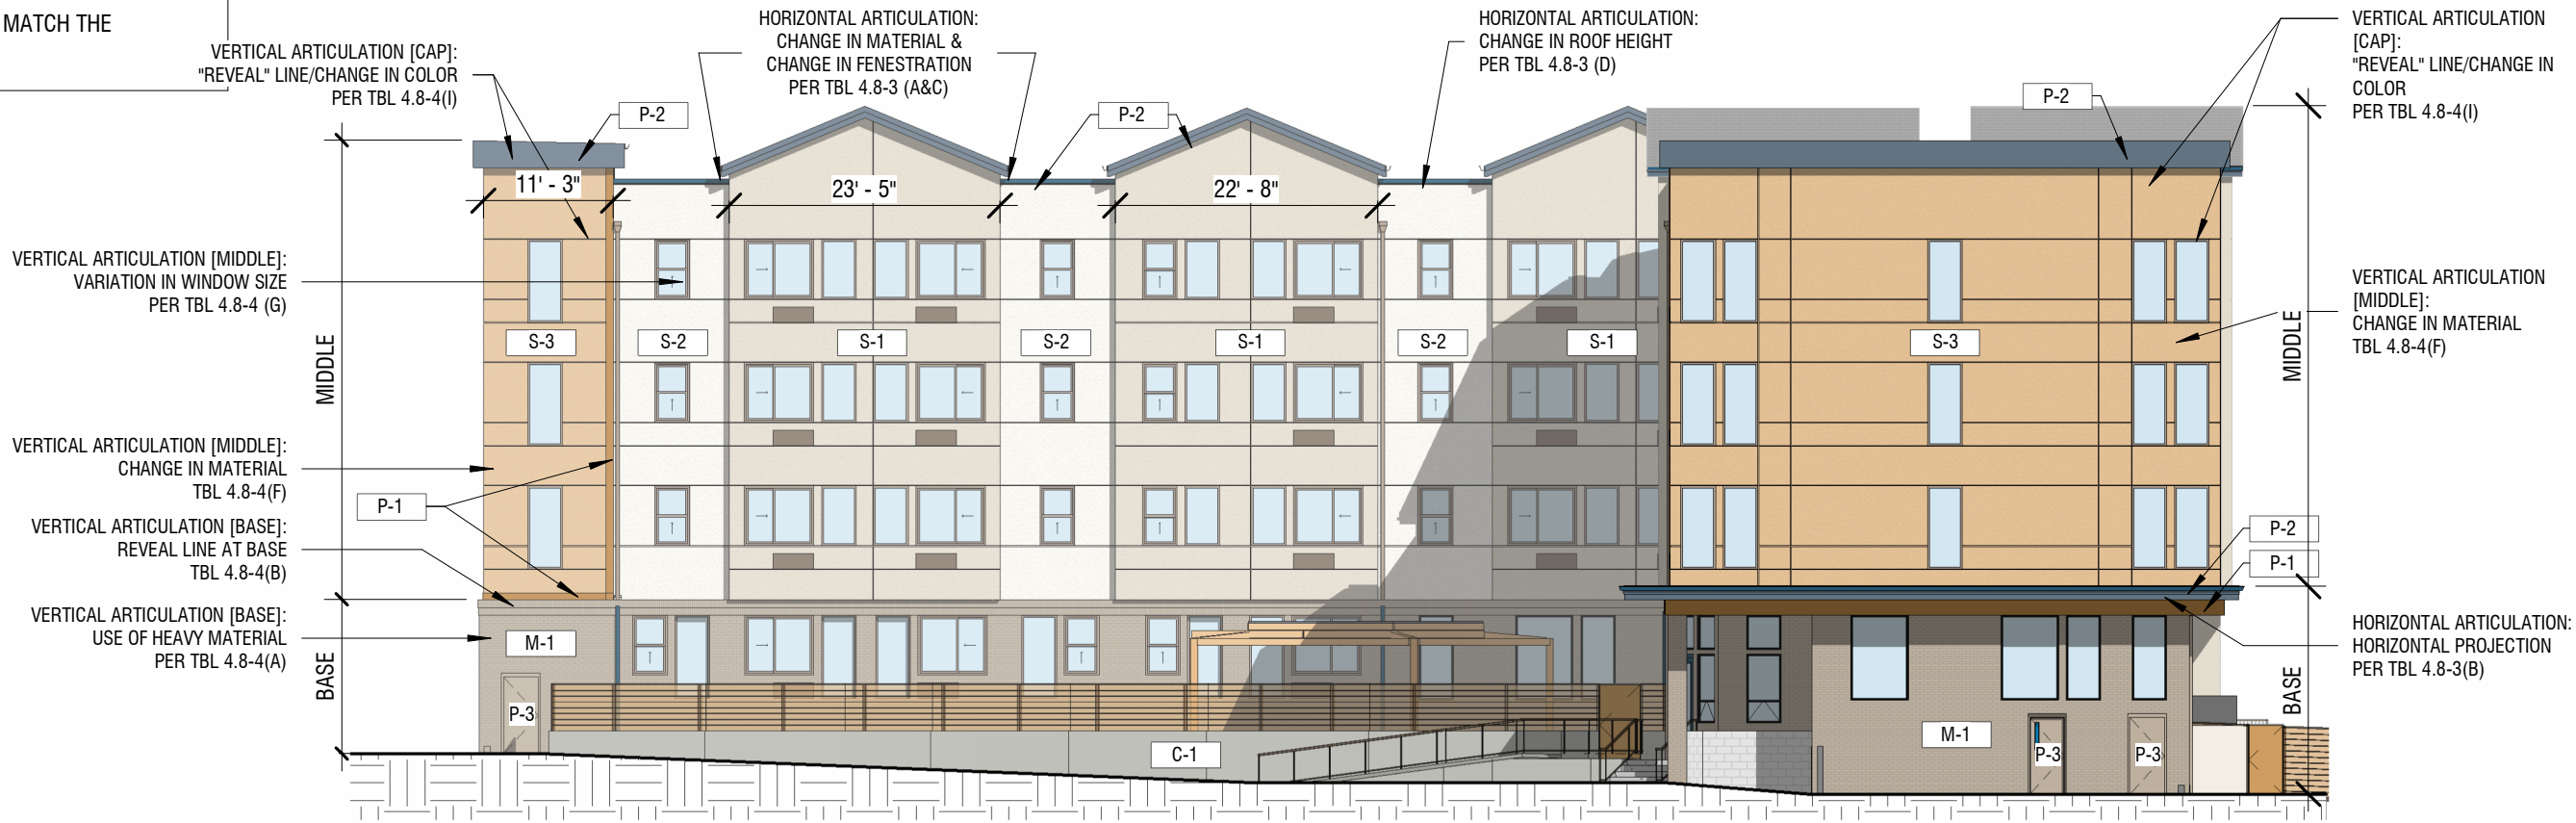 MATCH THE
VERTICAL ARTICULATION [CAP]:
"REVEAL" LINE/CHANGE IN COLOR
PER TBL 4.8-4(I)
HORIZONTAL ARTICULATION:
CHANGE IN MATERIAL &
CHANGE IN FENESTRATION
PER TBL 4.8-3 (A&C)
HORIZONTAL ARTICULATION:
CHANGE IN ROOF HEIGHT
PER TBL 4.8-3 (D)
VERTICAL ARTICULATION
[CAP]:
"REVEAL" LINE/CHANGE IN
COLOR
PER TBL 4.8-4(I)
P-2
P-2
P-2
11' - 3"
23' - 5"
22' - 8"
VERTICAL ARTICULATION [MIDDLE]:
VARIATION IN WINDOW SIZE
PER TBL 4.8-4 (G)
VERTICAL ARTICULATION
[MIDDLE]:
CHANGE IN MATERIAL
TBL 4.8-4(F)
MIDDLE
S-3
S-2
S-1
S-2
S-1
S-2
S-1
S-3
MIDDLE
VERTICAL ARTICULATION [MIDDLE]:
CHANGE IN MATERIAL
TBL 4.8-4(F)
P-1
VERTICAL ARTICULATION [BASE]:
REVEAL LINE AT BASE
TBL 4.8-4(B)
P-2
P-1
VERTICAL ARTICULATION [BASE]:
USE OF HEAVY MATERIAL
PER TBL 4.8-4(A)
HORIZONTAL ARTICULATION:
HORIZONTAL PROJECTION
PER TBL 4.8-3(B)
BASE
M-1
P-3
C-1
M-1
P-3
P-3
BASE